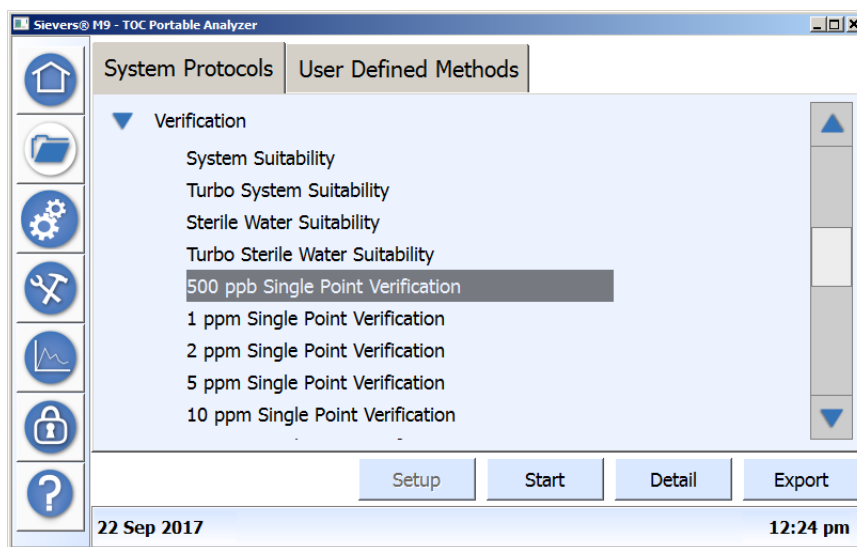 Sievers® M9 - TOC Portable Analyzer
System Protocols
User Defined Methods
Verification
System Suitability
Turbo System Suitability
Sterile Water Suitability
Turbo Sterile Water Suitability
500 ppb Single Point Verification
1 ppm Single Point Verification
2 ppm Single Point Verification
5 ppm Single Point Verification
10 ppm Single Point Verification
Setup
Start
Detail
Export
22 Sep 2017
12:24 pm